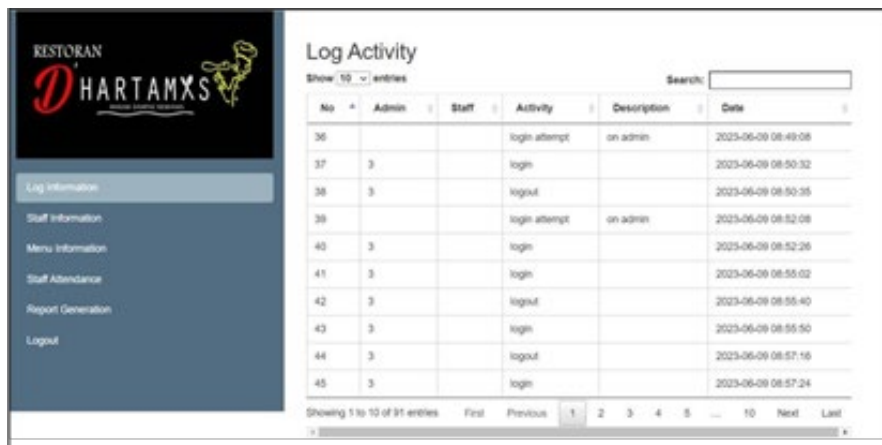 RESTORAN
D'HARTAMXS
Log Information
Staff Information
Menu Information
Staff Attendance
Report Generation
Logout
Log Activity
Show 10 entries
Search:
No Admin Staff Activity Description Date
36 login attempt on admin 2023-06-09 08:49:08
37 3 login 2023-06-09 08:50:32
38 3 logout 2023-06-09 08:50:35
39 login attempt on admin 2023-06-09 08:52:08
40 3 login 2023-06-09 08:52:26
41 3 login 2023-06-09 08:55:02
42 3 logout 2023-06-09 08:55:40
43 3 login 2023-06-09 08:55:50
44 3 logout 2023-06-09 08:57:16
45 3 login 2023-06-09 08:57:24
Showing 1 to 10 of 91 entries First Previous 1 2 3 4 5 ... 10 Next Last